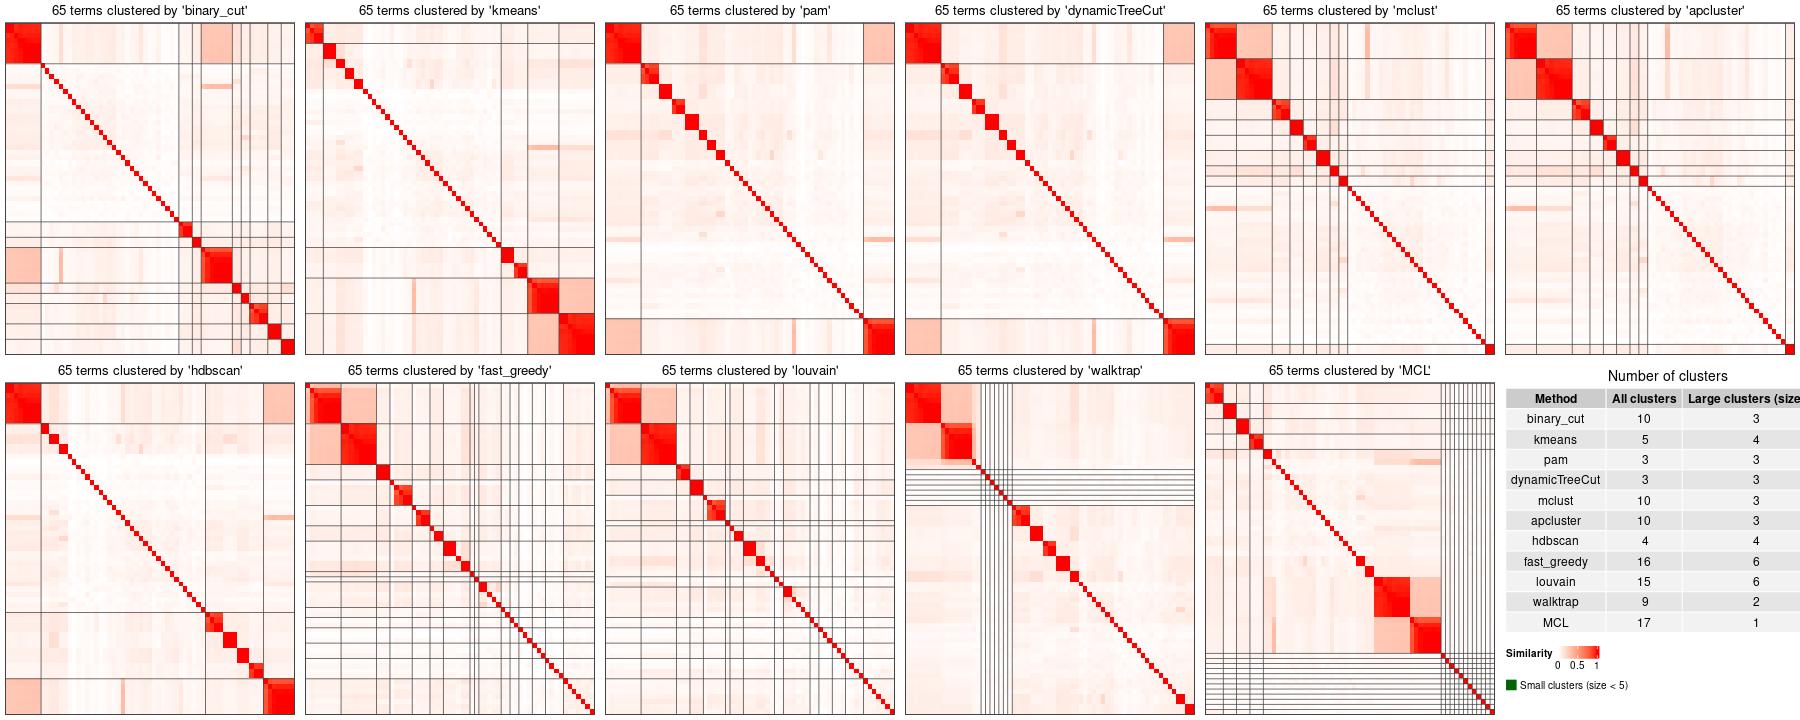 65 terms clustered by 'binary_cut'
65 terms clustered by 'kmeans'
65 terms clustered by 'pam'
65 terms clustered by 'dynamicTreeCut'
65 terms clustered by 'mclust'
65 terms clustered by 'apcluster'
65 terms clustered by 'hdbscan'
65 terms clustered by 'fast_greedy'
65 terms clustered by 'louvain'
65 terms clustered by 'walktrap'
65 terms clustered by 'MCL'
Number of clusters
Method All clusters Large clusters (size
binary_cut 10 3
kmeans 5 4
pam 3 3
dynamicTreeCut 3 3
mclust 10 3
apcluster 10 3
hdbscan 4 4
fast_greedy 16 6
louvain 15 6
walktrap 9 2
MCL 17 1
Similarity
0 0.5 1
Small clusters (size < 5)